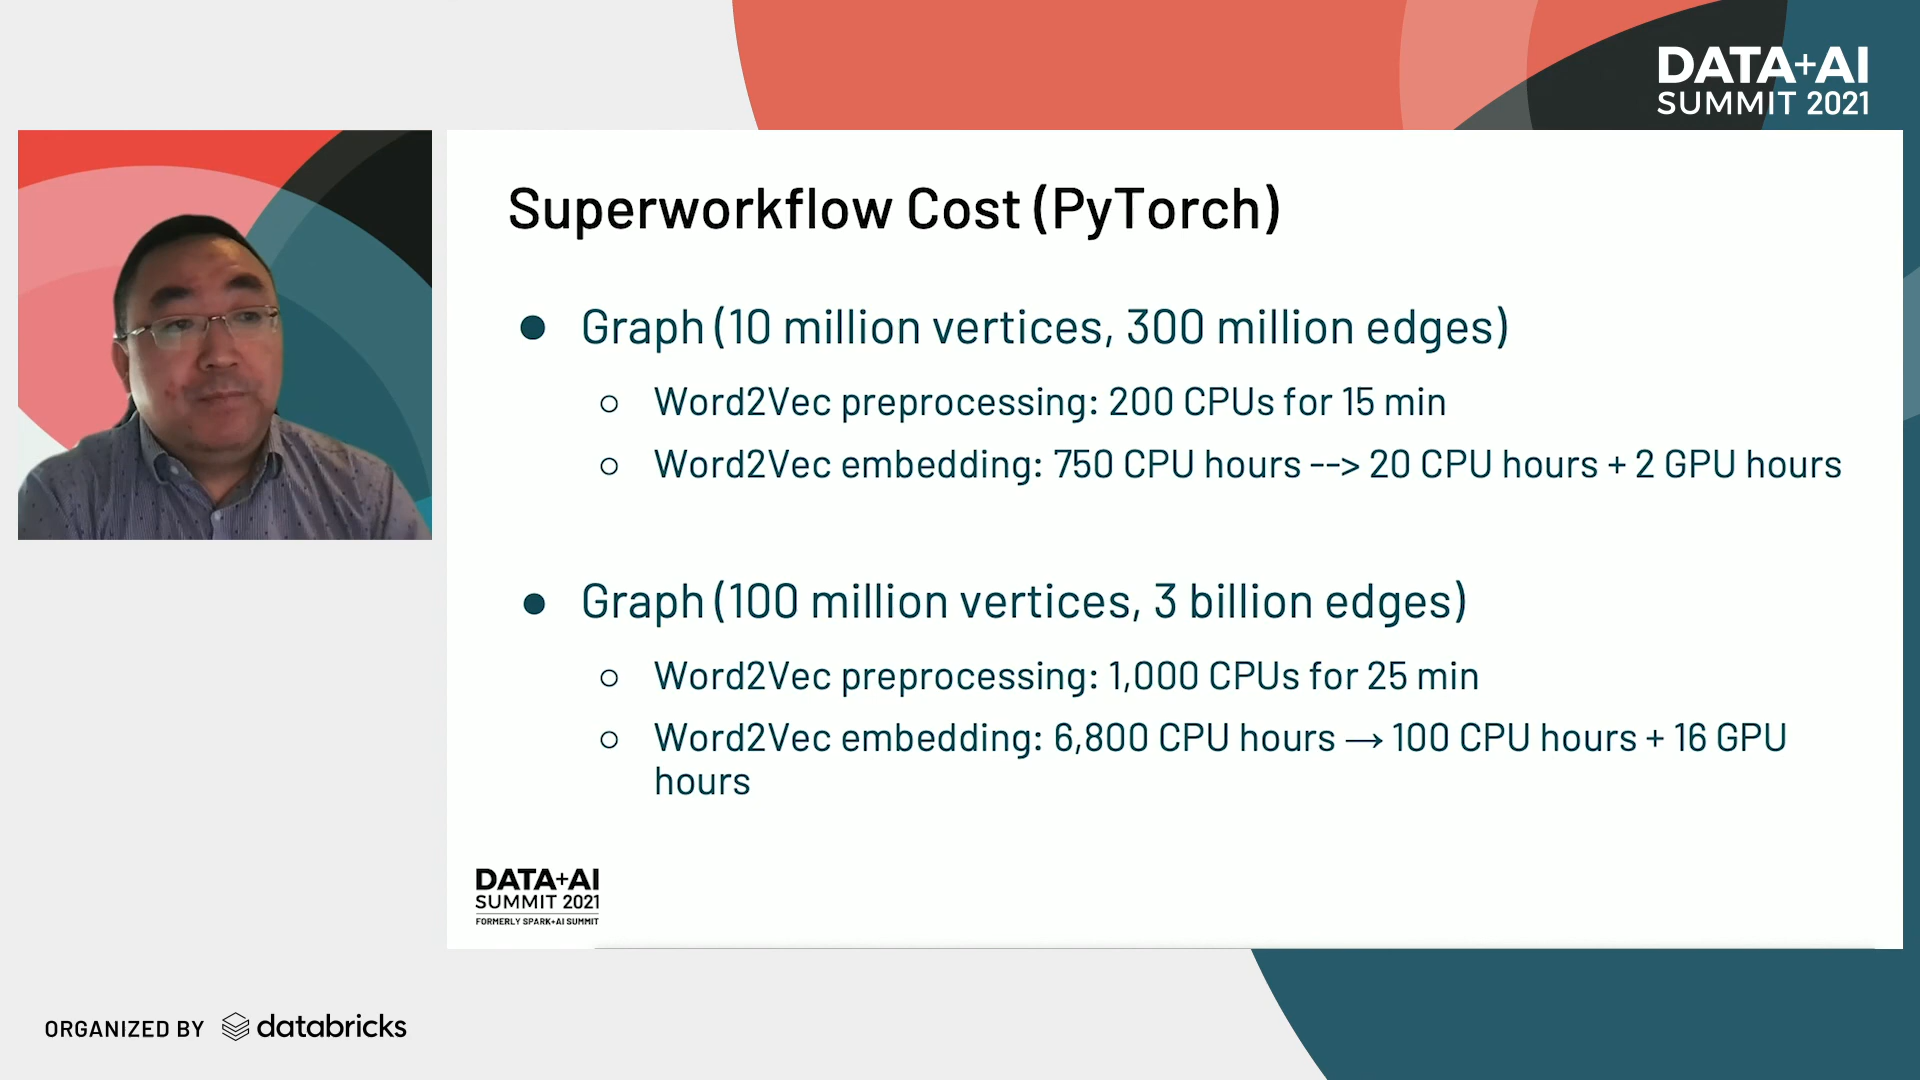 DATA+AI
SUMMIT 2021
Superworkflow Cost (PyTorch)
● Graph (10 million vertices, 300 million edges)
○ Word2Vec preprocessing: 200 CPUs for 15 min
○ Word2Vec embedding: 750 CPU hours --> 20 CPU hours + 2 GPU hours
● Graph (100 million vertices, 3 billion edges)
○ Word2Vec preprocessing: 1,000 CPUs for 25 min
○ Word2Vec embedding: 6,800 CPU hours → 100 CPU hours + 16 GPU
hours
DATA+AI
SUMMIT 2021
FORMERLY SPARK+AI SUMMIT
ORGANIZED BY databricks